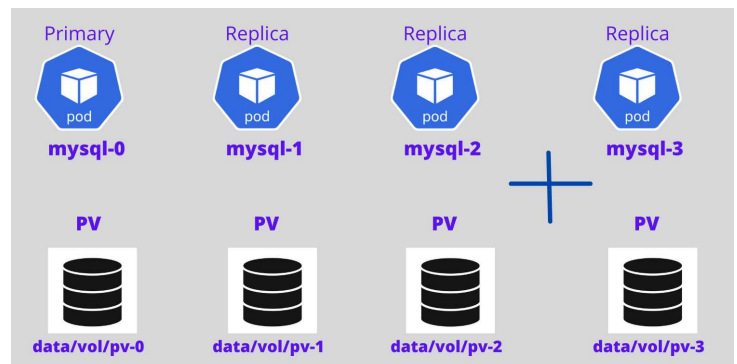 Primary Replica Replica Replica
pod pod pod pod
mysql-0 mysql-1 mysql-2 mysql-3
PV PV PV PV
data/vol/pv-0 data/vol/pv-1 data/vol/pv-2 data/vol/pv-3